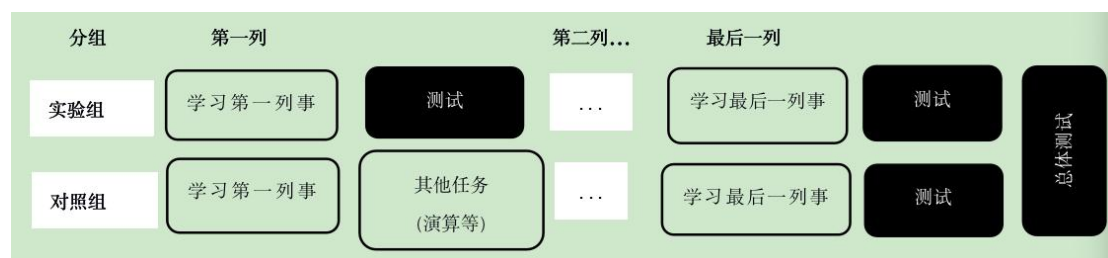 分组 第一列 第二列... 最后一列
实验组 学习第一列事 测试 ... 学习最后一列事 测试
总体测试
对照组 学习第一列事 其他任务 ... 学习最后一列事 测试
(演算等)